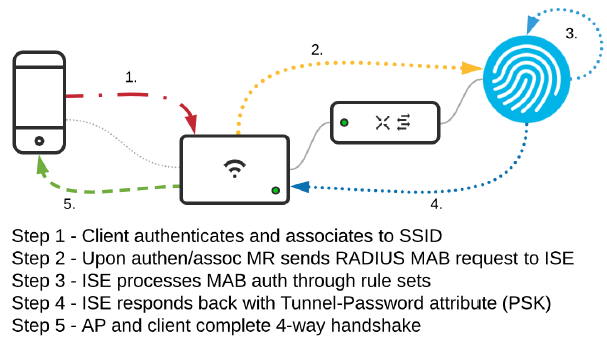 1.
2.
3.
4.
5.
Step 1 - Client authenticates and associates to SSID
Step 2 - Upon authen/assoc MR sends RADIUS MAB request to ISE
Step 3 - ISE processes MAB auth through rule sets
Step 4 - ISE responds back with Tunnel-Password attribute (PSK)
Step 5 - AP and client complete 4-way handshake